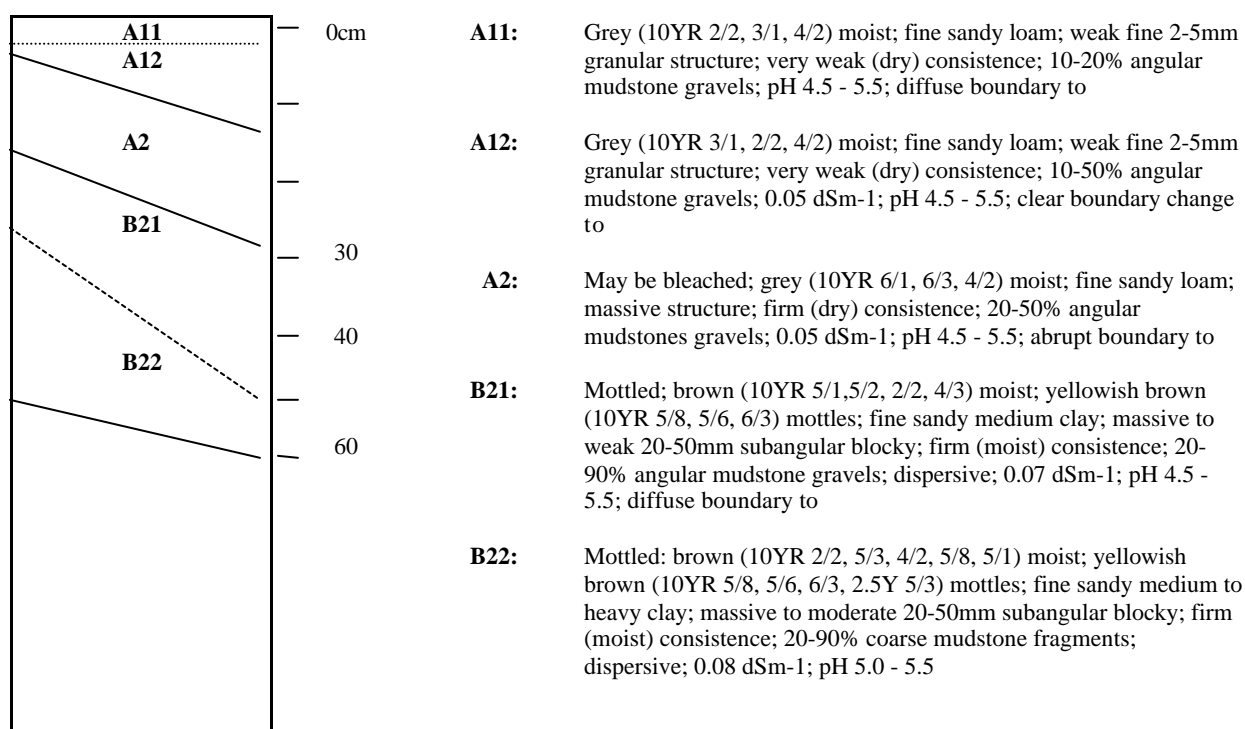 A11
A12
A2
B21
B22
0cm
30
40
60
A11: Grey (10YR 2/2, 3/1, 4/2) moist; fine sandy loam; weak fine 2-5mm
granular structure; very weak (dry) consistence; 10-20% angular
mudstone gravels; pH 4.5 - 5.5; diffuse boundary to
A12: Grey (10YR 3/1, 2/2, 4/2) moist; fine sandy loam; weak fine 2-5mm
granular structure; very weak (dry) consistence; 10-50% angular
mudstone gravels; 0.05 dSm-1; pH 4.5 - 5.5; clear boundary change
to
A2: May be bleached; grey (10YR 6/1, 6/3, 4/2) moist; fine sandy loam;
massive structure; firm (dry) consistence; 20-50% angular
mudstones gravels; 0.05 dSm-1; pH 4.5 - 5.5; abrupt boundary to
B21: Mottled; brown (10YR 5/1,5/2, 2/2, 4/3) moist; yellowish brown
(10YR 5/8, 5/6, 6/3) mottles; fine sandy medium clay; massive to
weak 20-50mm subangular blocky; firm (moist) consistence; 20-
90% angular mudstone gravels; dispersive; 0.07 dSm-1; pH 4.5 -
5.5; diffuse boundary to
B22: Mottled: brown (10YR 2/2, 5/3, 4/2, 5/8, 5/1) moist; yellowish
brown (10YR 5/8, 5/6, 6/3, 2.5Y 5/3) mottles; fine sandy medium to
heavy clay; massive to moderate 20-50mm subangular blocky; firm
(moist) consistence; 20-90% coarse mudstone fragments;
dispersive; 0.08 dSm-1; pH 5.0 - 5.5